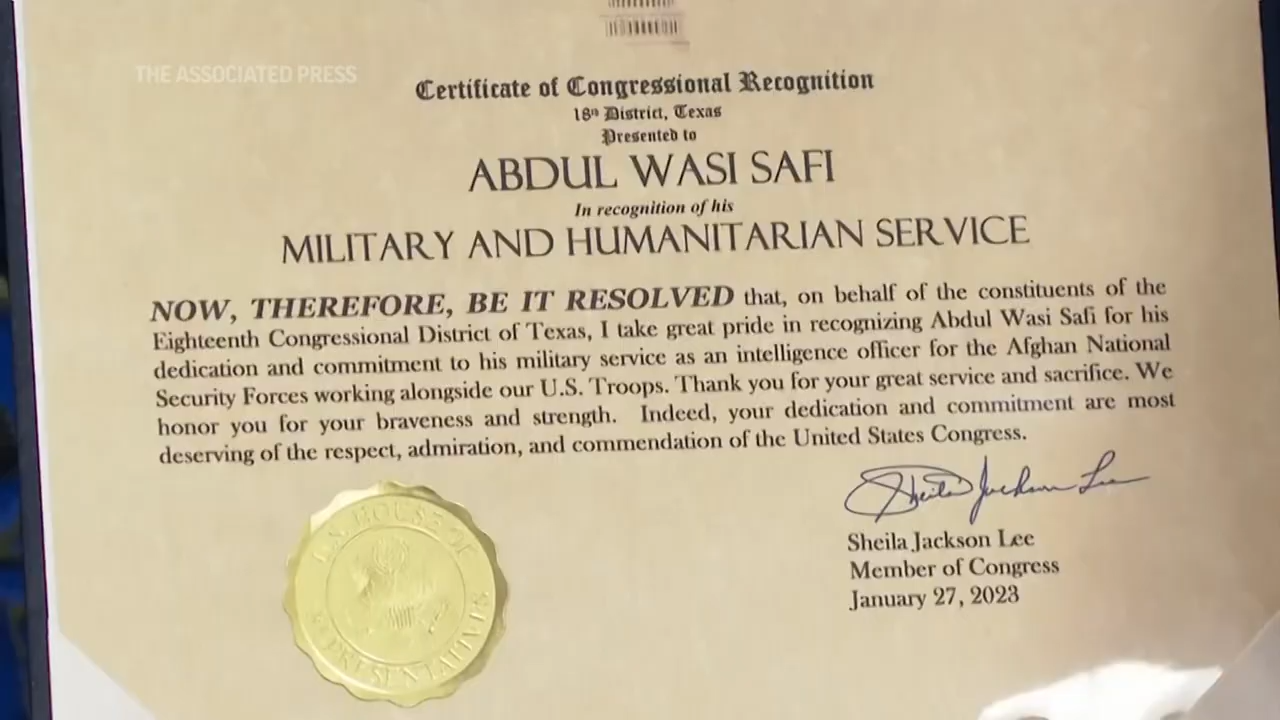 THE ASSOCIATED PRESS
Certificate of Congressional Recognition
18th District, Texas
Presented to
ABDUL WASI SAFI
In recognition of his
MILITARY AND HUMANITARIAN SERVICE
NOW, THEREFORE, BE IT RESOLVED that, on behalf of the constituents of the
Eighteenth Congressional District of Texas, I take great pride in recognizing Abdul Wasi Safi for his
dedication and commitment to his military service as an intelligence officer for the Afghan National
Security Forces working alongside our U.S. Troops. Thank you for your great service and sacrifice. We
honor you for your braveness and strength. Indeed, your dedication and commitment are most
deserving of the respect, admiration, and commendation of the United States Congress.
Sheila Jackson Lee
Sheila Jackson Lee
Member of Congress
January 27, 2023
U.S. HOUSE OF
REPRESENTATIVES